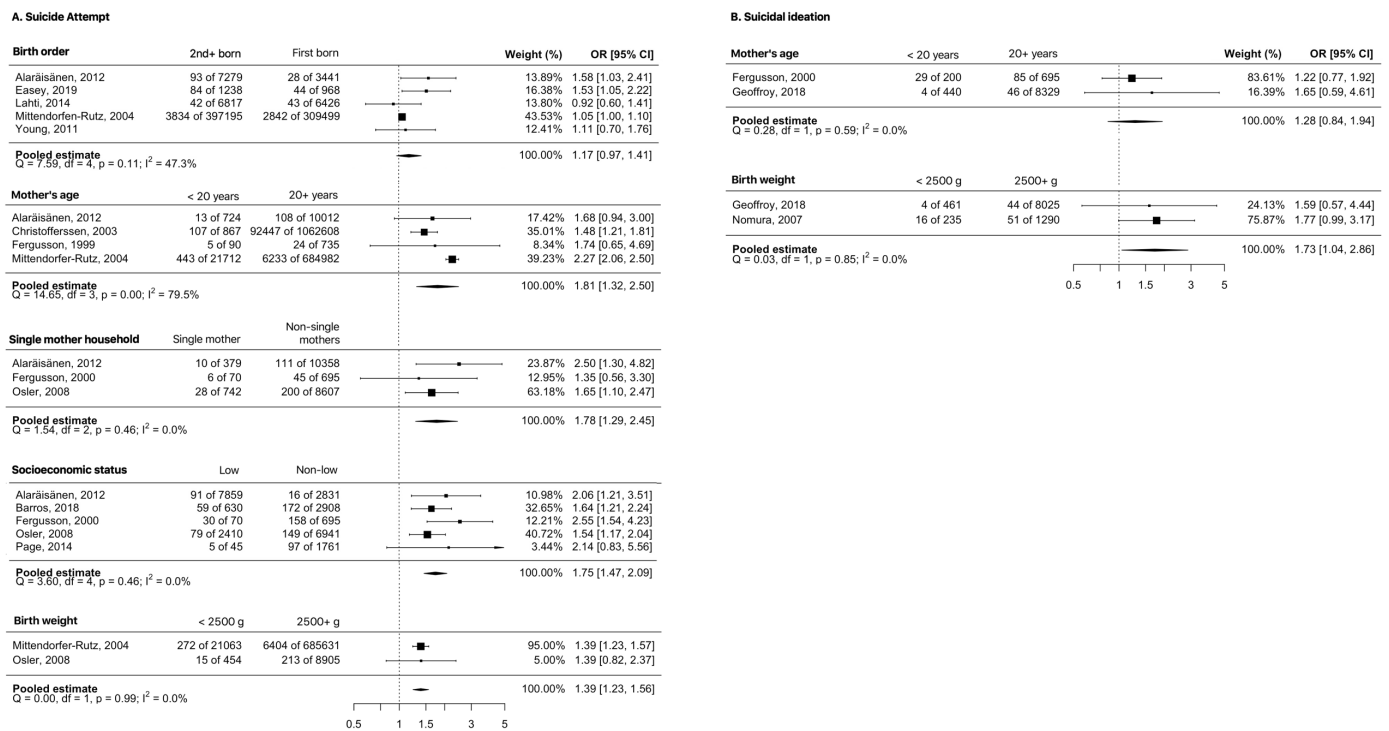 A. Suicide Attempt
Birth order 2nd+ born First born Weight (%) OR [95% CI]
Alaräisänen, 2012 93 of 7279 28 of 3441 13.89% 1.58 [1.03, 2.41]
Easey, 2019 84 of 1238 44 of 968 16.38% 1.53 [1.05, 2.22]
Lahti, 2014 42 of 6817 43 of 6426 13.80% 0.92 [0.60, 1.41]
Mittendorfen-Rutz, 2004 3834 of 397195 2842 of 309499 43.53% 1.05 [1.00, 1.10]
Young, 2011 12.41% 1.11 [0.70, 1.76]
Pooled estimate 100.00% 1.17 [0.97, 1.41]
Q = 7.59, df = 4, p = 0.11; I² = 47.3%
Mother's age < 20 years 20+ years
Alaräisänen, 2012 13 of 724 108 of 10012 17.42% 1.68 [0.94, 3.00]
Christofferssen, 2003 107 of 867 92447 of 1062608 35.01% 1.48 [1.21, 1.81]
Fergusson, 1999 5 of 90 24 of 735 8.34% 1.74 [0.65, 4.69]
Mittendorfer-Rutz, 2004 443 of 21712 6233 of 684982 39.23% 2.27 [2.06, 2.50]
Pooled estimate 100.00% 1.81 [1.32, 2.50]
Q = 14.65, df = 3, p = 0.00; I² = 79.5%
Single mother household Single mother Non-single mothers
Alaräisänen, 2012 10 of 379 111 of 10358 23.87% 2.50 [1.30, 4.82]
Fergusson, 2000 6 of 70 45 of 695 12.95% 1.35 [0.56, 3.30]
Osler, 2008 28 of 742 200 of 8607 63.18% 1.65 [1.10, 2.47]
Pooled estimate 100.00% 1.78 [1.29, 2.45]
Q = 1.54, df = 2, p = 0.46; I² = 0.0%
Socioeconomic status Low Non-low
Alaräisänen, 2012 91 of 7859 16 of 2831 10.98% 2.06 [1.21, 3.51]
Barros, 2018 59 of 630 172 of 2908 32.65% 1.64 [1.21, 2.24]
Fergusson, 2000 30 of 70 158 of 695 12.21% 2.55 [1.54, 4.23]
Osler, 2008 79 of 2410 149 of 6941 40.72% 1.54 [1.17, 2.04]
Page, 2014 5 of 45 97 of 1761 3.44% 2.14 [0.83, 5.56]
Pooled estimate 100.00% 1.75 [1.47, 2.09]
Q = 3.60, df = 4, p = 0.46; I² = 0.0%
Birth weight < 2500 g 2500+ g
Mittendorfer-Rutz, 2004 272 of 21063 6404 of 685631 95.00% 1.39 [1.23, 1.57]
Osler, 2008 15 of 454 213 of 8905 5.00% 1.39 [0.82, 2.37]
Pooled estimate 100.00% 1.39 [1.23, 1.56]
Q = 0.00, df = 1, p = 0.99; I² = 0.0%
0.5 1 1.5 3 5
B. Suicidal ideation
Mother's age < 20 years 20+ years Weight (%) OR [95% CI]
Fergusson, 2000 29 of 200 85 of 695 83.61% 1.22 [0.77, 1.92]
Geoffroy, 2018 4 of 440 46 of 8329 16.39% 1.65 [0.59, 4.61]
Pooled estimate 100.00% 1.28 [0.84, 1.94]
Q = 0.28, df = 1, p = 0.59; I² = 0.0%
Birth weight < 2500 g 2500+ g
Geoffroy, 2018 4 of 461 44 of 8025 24.13% 1.59 [0.57, 4.44]
Nomura, 2007 16 of 235 51 of 1290 75.87% 1.77 [0.99, 3.17]
Pooled estimate 100.00% 1.73 [1.04, 2.86]
Q = 0.03, df = 1, p = 0.85; I² = 0.0%
0.5 1 1.5 3 5